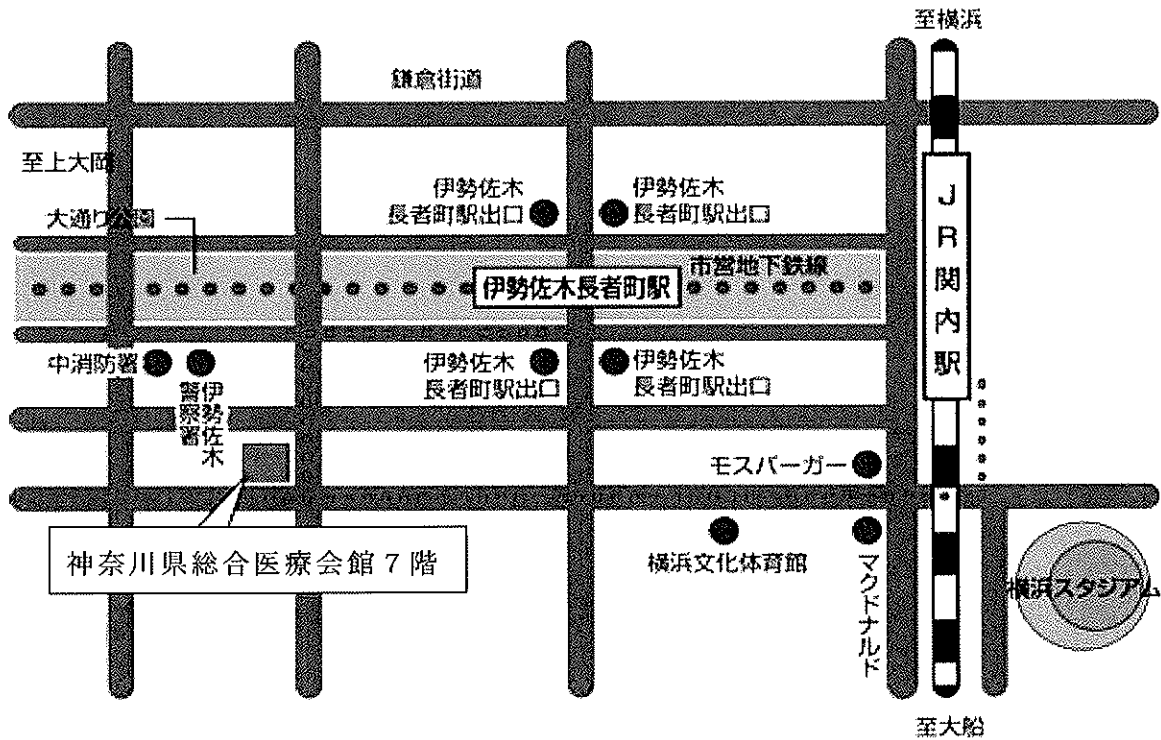 至横浜
鎌倉街道
至上大岡
大通り公園
伊勢佐木
長者町駅出口
伊勢佐木
長者町駅出口
JR関内駅
市営地下鉄線
伊勢佐木長者町駅
中消防署
伊勢佐木
警察署
伊勢佐木
長者町駅出口
伊勢佐木
長者町駅出口
モスバーガー
神奈川県総合医療会館7階
横浜文化体育館
マクドナルド
横浜スタジアム
至大船